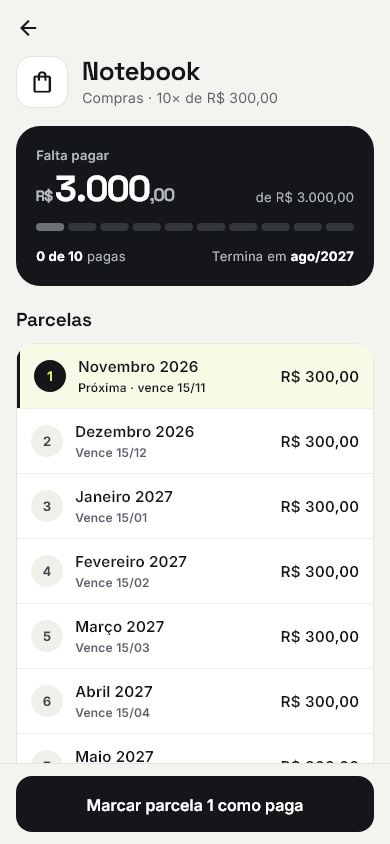 Notebook
Compras · 10× de R$ 300,00
Falta pagar
R$ 3.000,00
de R$ 3.000,00
0 de 10 pagas
Termina em ago/2027
Parcelas
1
Novembro 2026
Próxima · vence 15/11
R$ 300,00
2
Dezembro 2026
Vence 15/12
R$ 300,00
3
Janeiro 2027
Vence 15/01
R$ 300,00
4
Fevereiro 2027
Vence 15/02
R$ 300,00
5
Março 2027
Vence 15/03
R$ 300,00
6
Abril 2027
Vence 15/04
R$ 300,00
Maio 2027
Marcar parcela 1 como paga